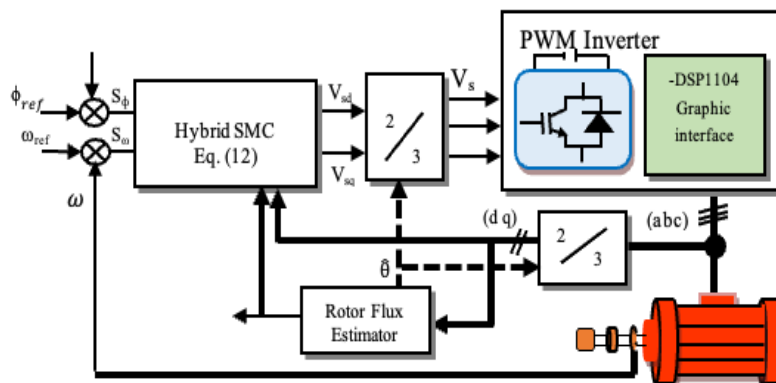 PWM Inverter
-DSP1104
Graphic
interface
ϕref
Sϕ
Vsd
2
3
Vs
Hybrid SMC
Eq. (12)
ωref
Sω
Vsq
ω
(d q)
2
3
(abc)
θ̂
Rotor Flux
Estimator